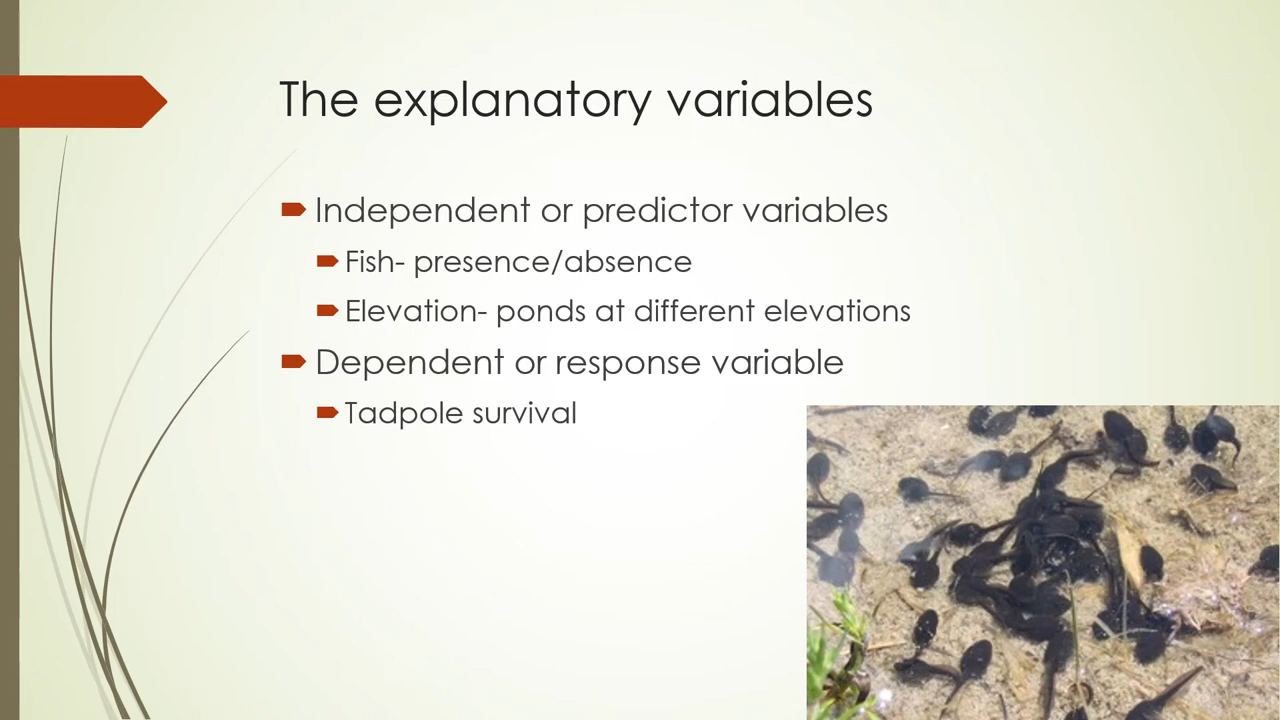 The explanatory variables
Independent or predictor variables
Fish- presence/absence
Elevation- ponds at different elevations
Dependent or response variable
Tadpole survival